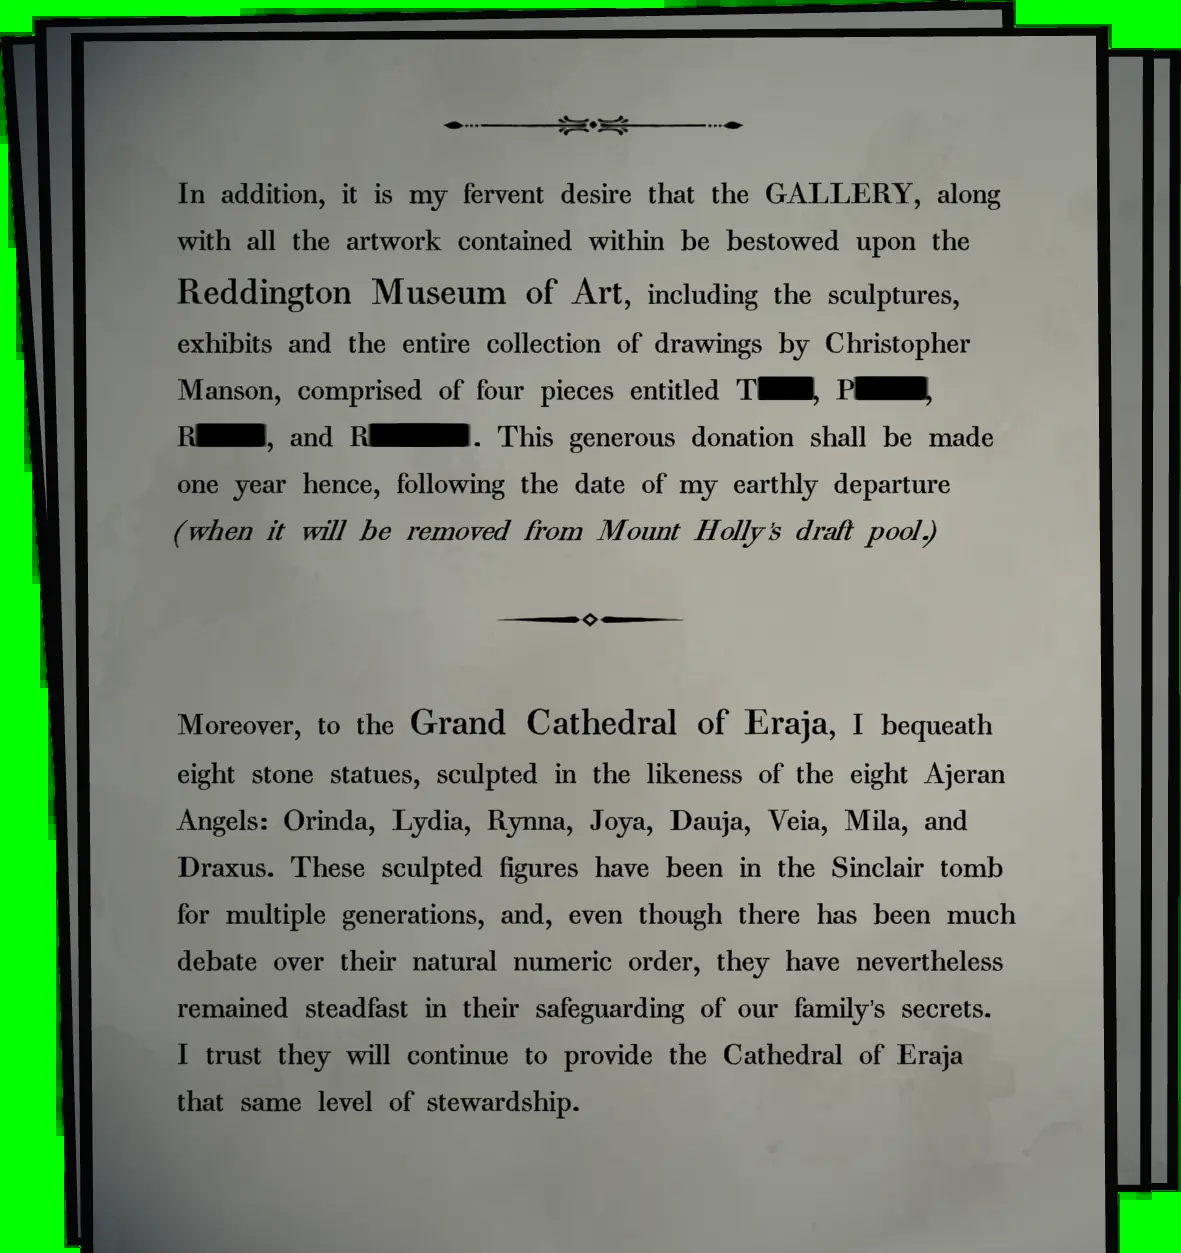 In addition, it is my fervent desire that the GALLERY, along
with all the artwork contained within be bestowed upon the
Reddington Museum of Art, including the sculptures,
exhibits and the entire collection of drawings by Christopher
Manson, comprised of four pieces entitled T, P,
R, and R. This generous donation shall be made
one year hence, following the date of my earthly departure
(when it will be removed from Mount Holly's draft pool.)
Moreover, to the Grand Cathedral of Eraja, I bequeath
eight stone statues, sculpted in the likeness of the eight Ajeran
Angels: Orinda, Lydia, Rynna, Joya, Dauja, Veia, Mila, and
Draxus. These sculpted figures have been in the Sinclair tomb
for multiple generations, and, even though there has been much
debate over their natural numeric order, they have nevertheless
remained steadfast in their safeguarding of our family's secrets.
I trust they will continue to provide the Cathedral of Eraja
that same level of stewardship.